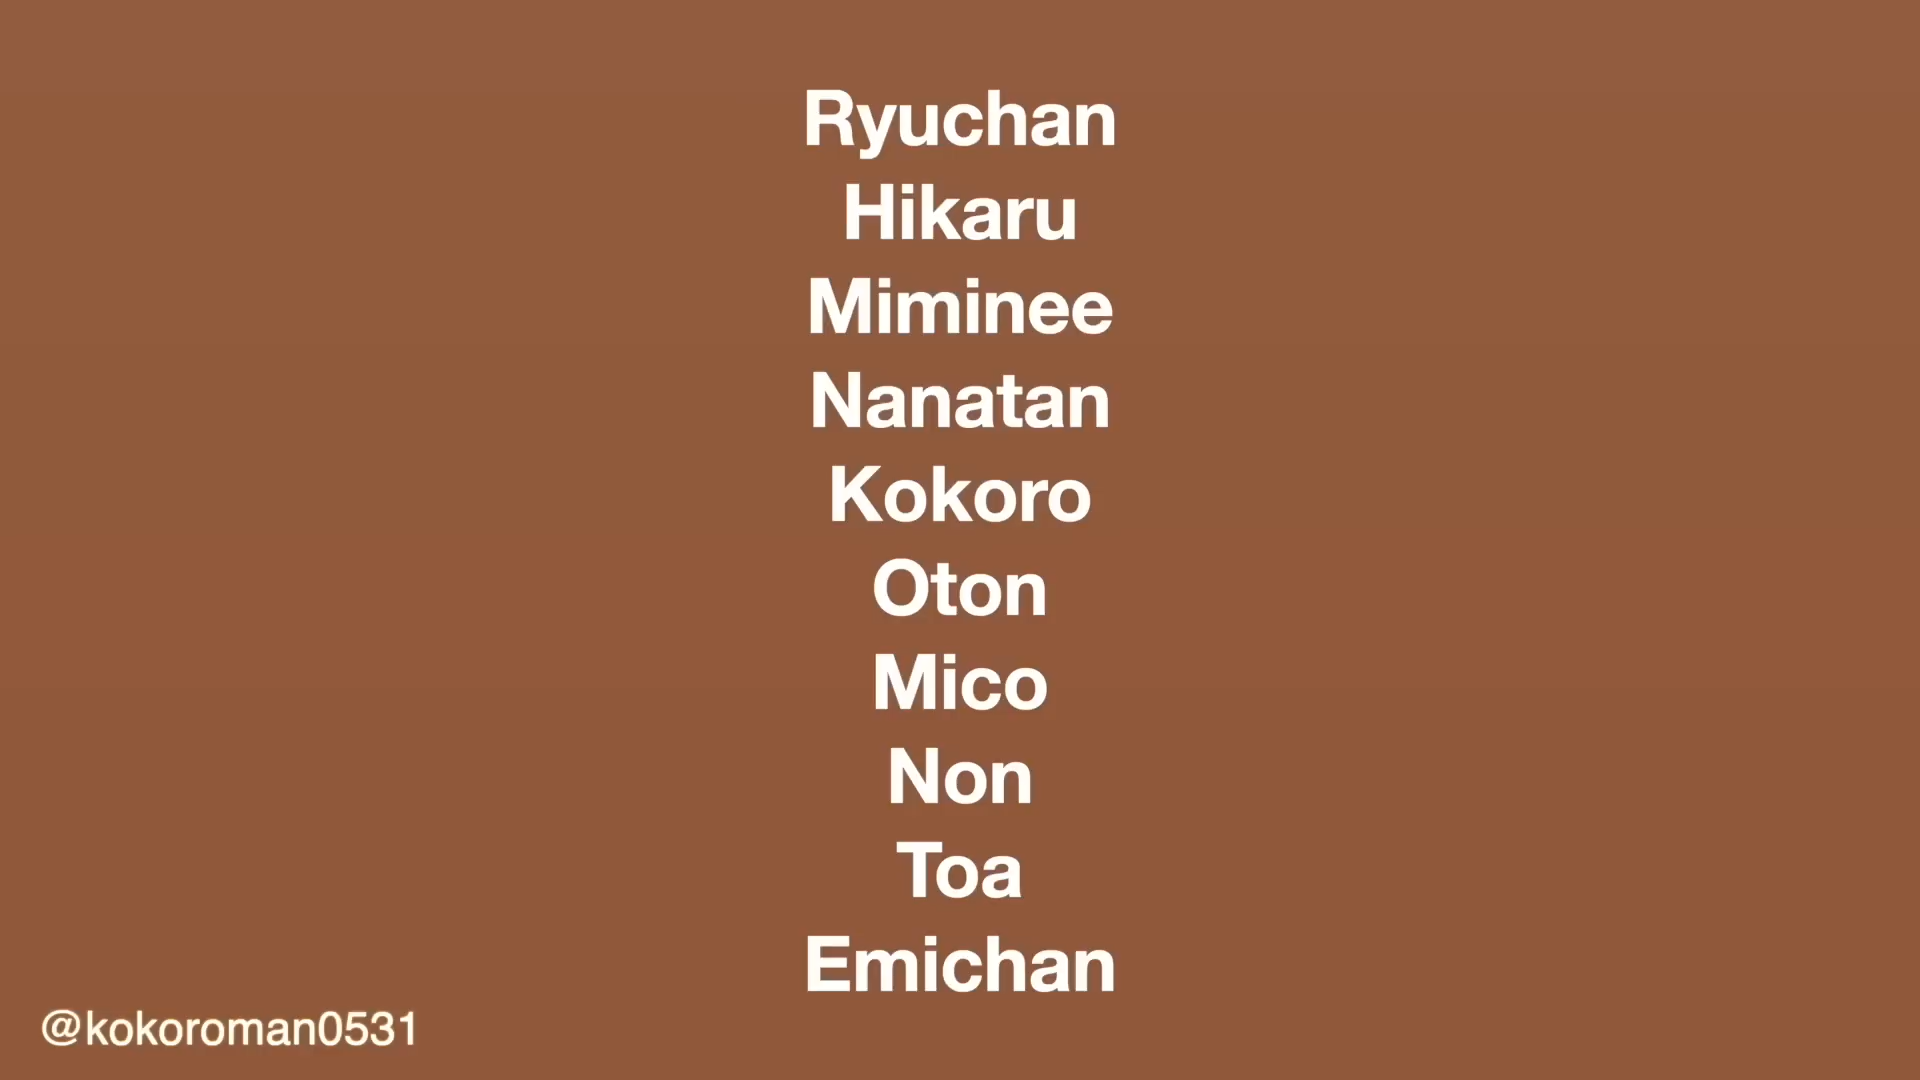 Ryuchan
Hikaru
Miminee
Nanatan
Kokoro
Oton
Mico
Non
Toa
Emichan
@kokoroman0531